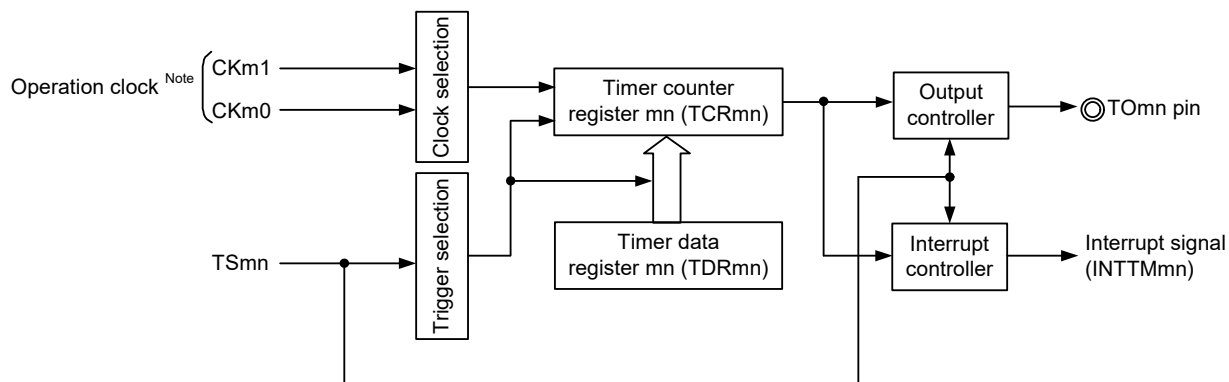 Operation clock Note
CKm1
CKm0
Clock selection
Timer counter
register mn (TCRmn)
Output
controller
TOmn pin
TSmn
Trigger selection
Timer data
register mn (TDRmn)
Interrupt
controller
Interrupt signal
(INTTMmn)